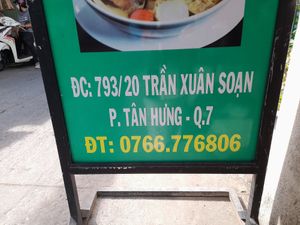 ĐC: 793/20 TRẦN XUÂN SOẠN
P. TÂN HƯNG - Q.7
ĐT: 0766.776806